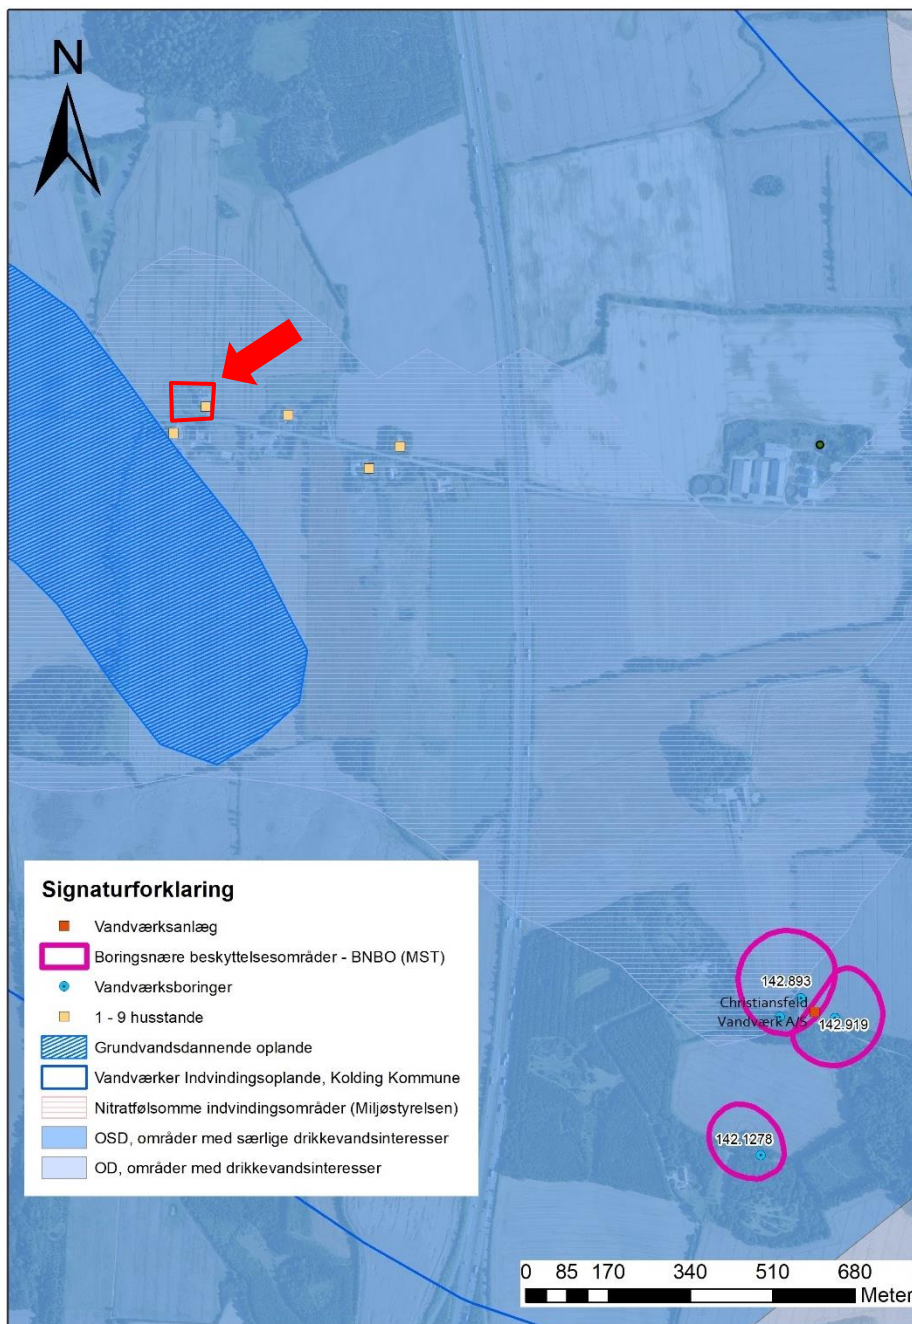 N
142.893
Christiansfeld
Vandværk A/S
142.919
142.1278
Signaturforklaring
Vandværksanlæg
Boringsnære beskyttelsesområder - BNBO (MST)
Vandværksboringer
1 - 9 husstande
Grundvandsdannende oplande
Vandværker Indvindingsoplande, Kolding Kommune
Nitratfølsomme indvindingsområder (Miljøstyrelsen)
OSD, områder med særlige drikkevandsinteresser
OD, områder med drikkevandsinteresser
0 85 170 340 510 680
Meter